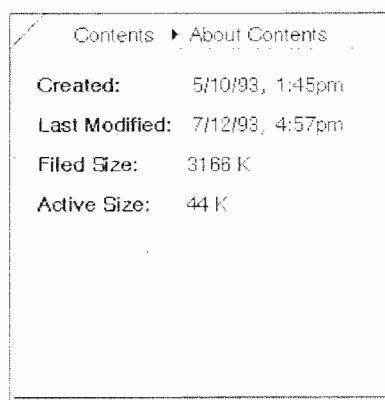 Contents ▸ About Contents
Created: 5/10/93, 1:45pm
Last Modified: 7/12/93, 4:57pm
Filed Size: 3166 K
Active Size: 44 K